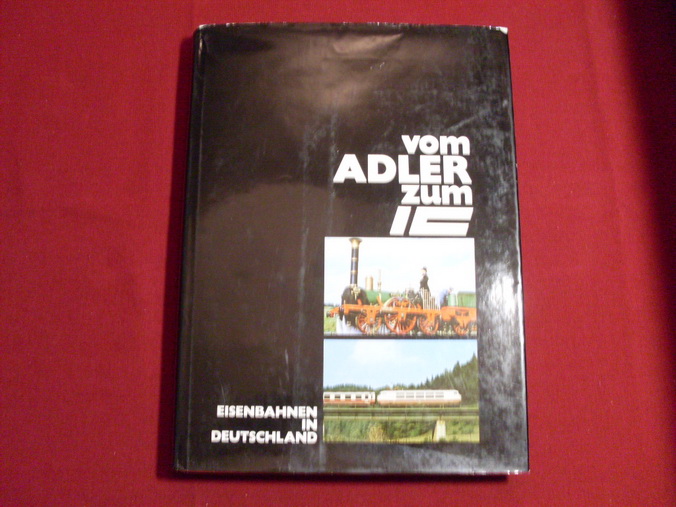 vom
ADLER
zum
IC
EISENBAHNEN
IN
DEUTSCHLAND